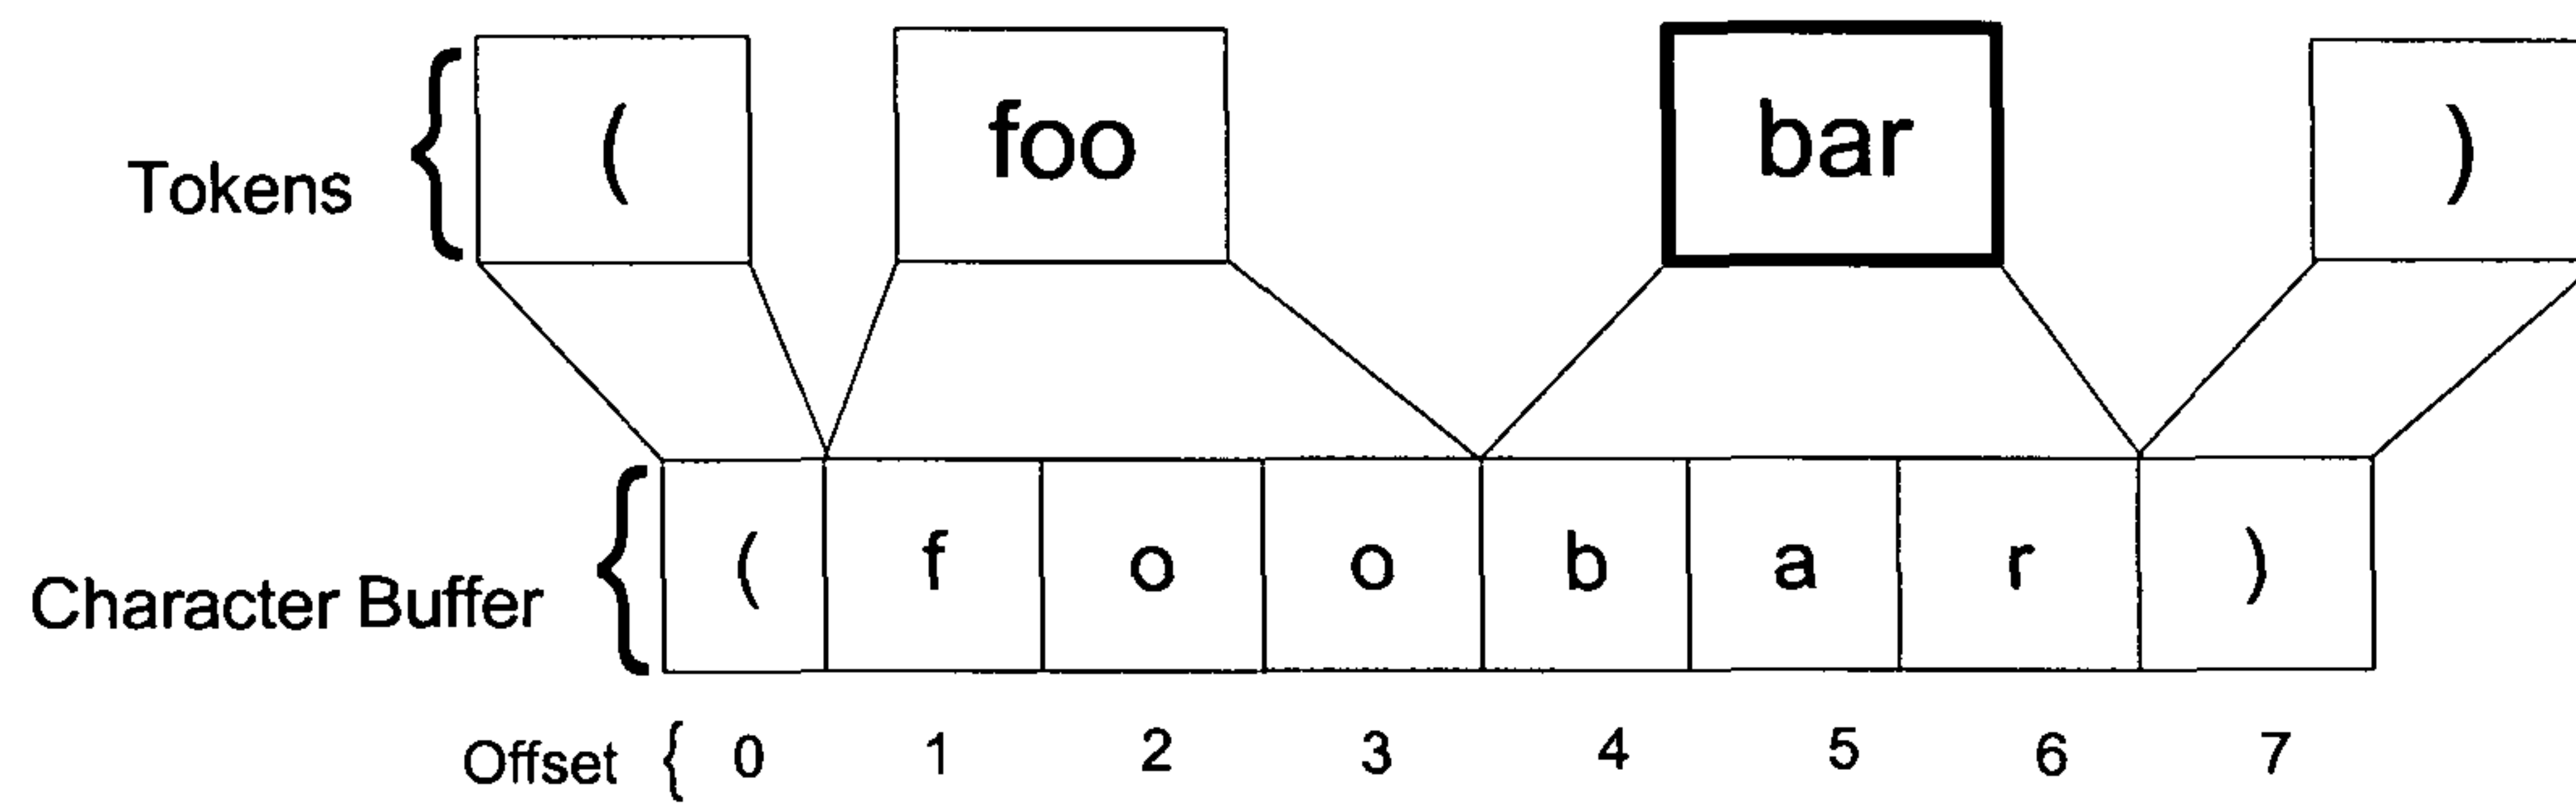 Tokens { ( foo bar )
Character Buffer { ( f o o b a r )
Offset { 0 1 2 3 4 5 6 7